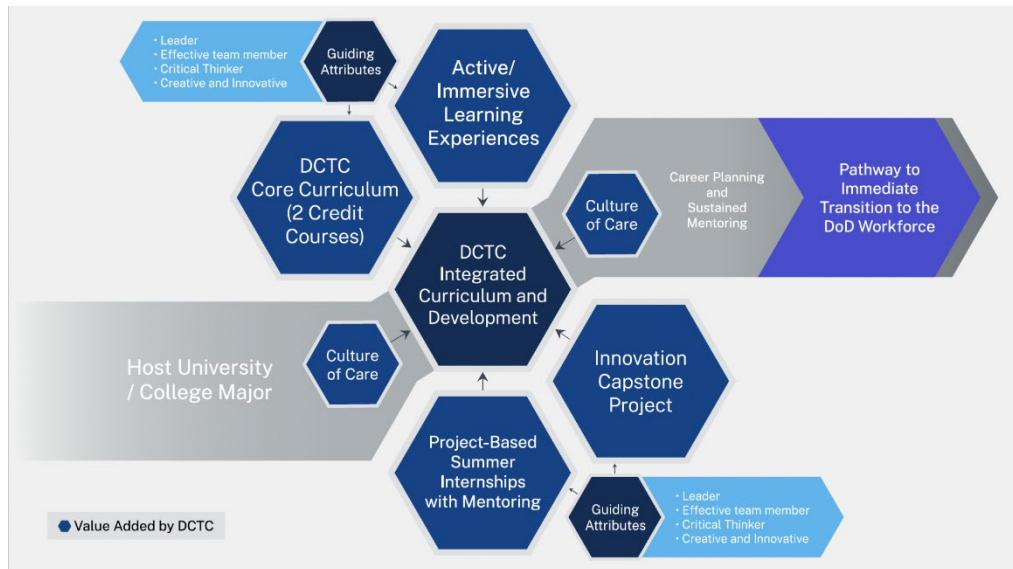 • Leader
• Effective team member
• Critical Thinker
• Creative and Innovative
Guiding
Attributes
Active/
Immersive
Learning
Experiences
DCTC
Core Curriculum
(2 Credit
Courses)
Culture
of Care
Career Planning
and
Sustained
Mentoring
Pathway to
Immediate
Transition to the
DoD Workforce
DCTC
Integrated
Curriculum and
Development
Host University
/ College Major
Culture
of Care
Innovation
Capstone
Project
Project-Based
Summer
Internships
with Mentoring
Guiding
Attributes
• Leader
• Effective team member
• Critical Thinker
• Creative and Innovative
Value Added by DCTC